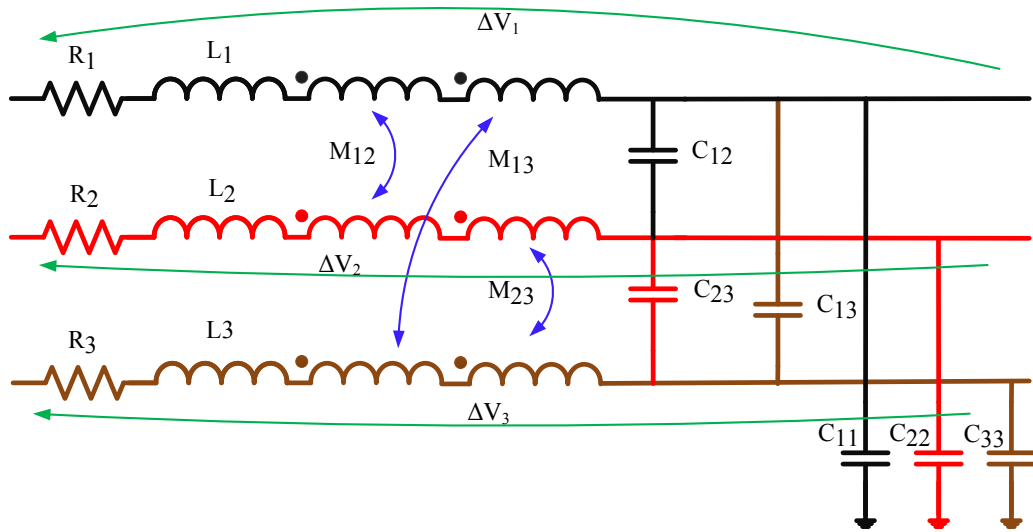 ΔV1
R1
L1
M12
M13
C12
R2
L2
ΔV2
M23
C23
C13
R3
L3
ΔV3
C11
C22
C33